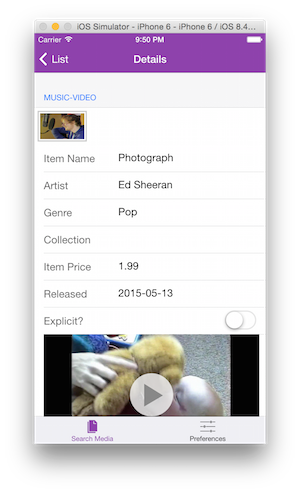 iOS Simulator - iPhone 6 - iPhone 6 / iOS 8.4...
Carrier 9:50 PM
List Details
MUSIC-VIDEO
Item Name Photograph
Artist Ed Sheeran
Genre Pop
Collection
Item Price 1.99
Released 2015-05-13
Explicit?
Search Media Preferences